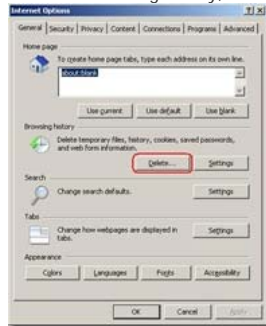 Internet Options
General Security Privacy Content Connections Programs Advanced
Home page
To create home page tabs, type each address on its own line.
about:blank
Use current Use default Use blank
Browsing history
Delete temporary files, history, cookies, saved passwords,
and web form information.
Delete... Settings
Search
Change search defaults. Settings
Tabs
Change how webpages are displayed in Settings
tabs.
Appearance
Colors Languages Fonts Accessibility
OK Cancel Apply